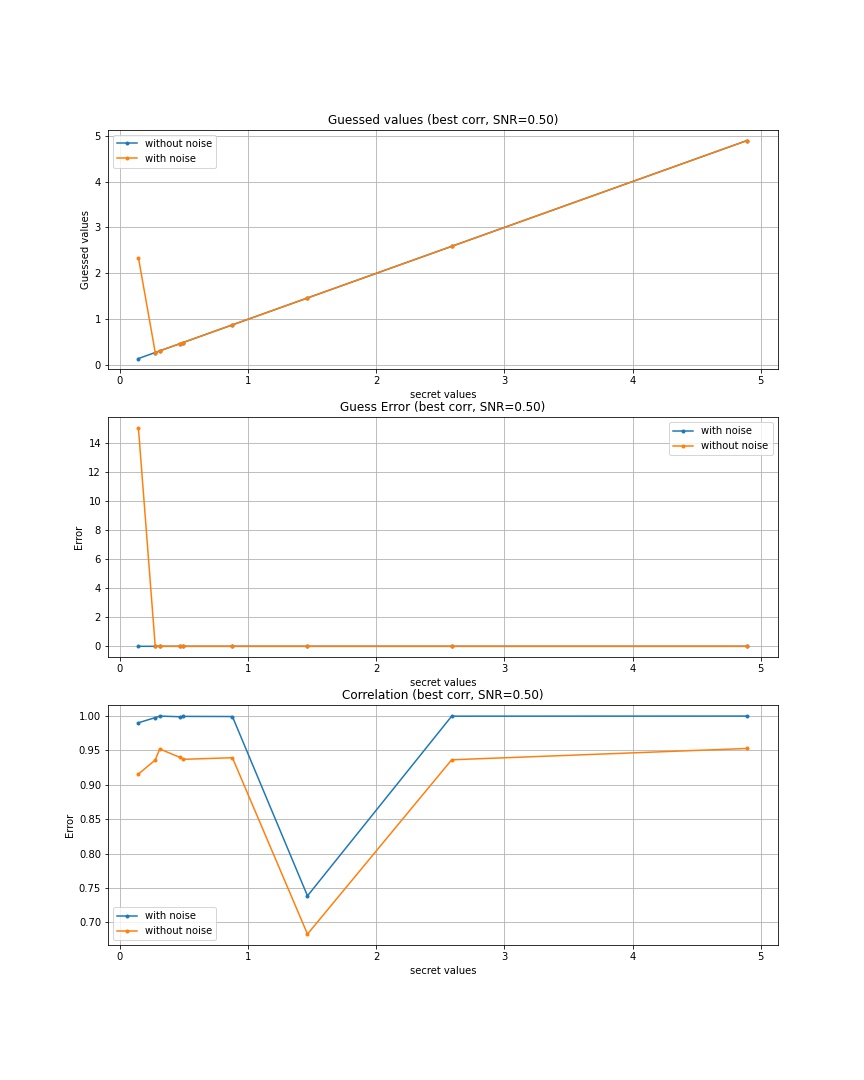 Guessed values (best corr, SNR=0.50)
without noise
with noise
5
4
3
2
1
0
Guessed values
0 1 2 3 4 5
secret values
Guess Error (best corr, SNR=0.50)
with noise
without noise
14
12
10
8
6
4
2
0
Error
0 1 2 3 4 5
secret values
Correlation (best corr, SNR=0.50)
1.00
0.95
0.90
0.85
0.80
0.75
0.70
Error
with noise
without noise
0 1 2 3 4 5
secret values